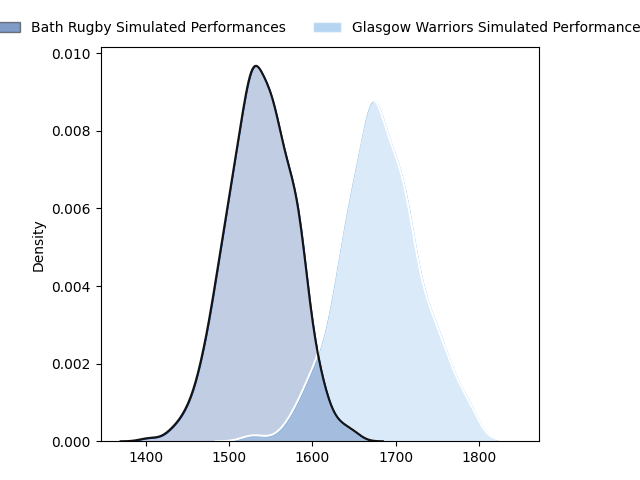 Bath Rugby Simulated Performances
Glasgow Warriors Simulated Performance
0.010
0.008
0.006
0.004
0.002
0.000
Density
1400 1500 1600 1700 1800